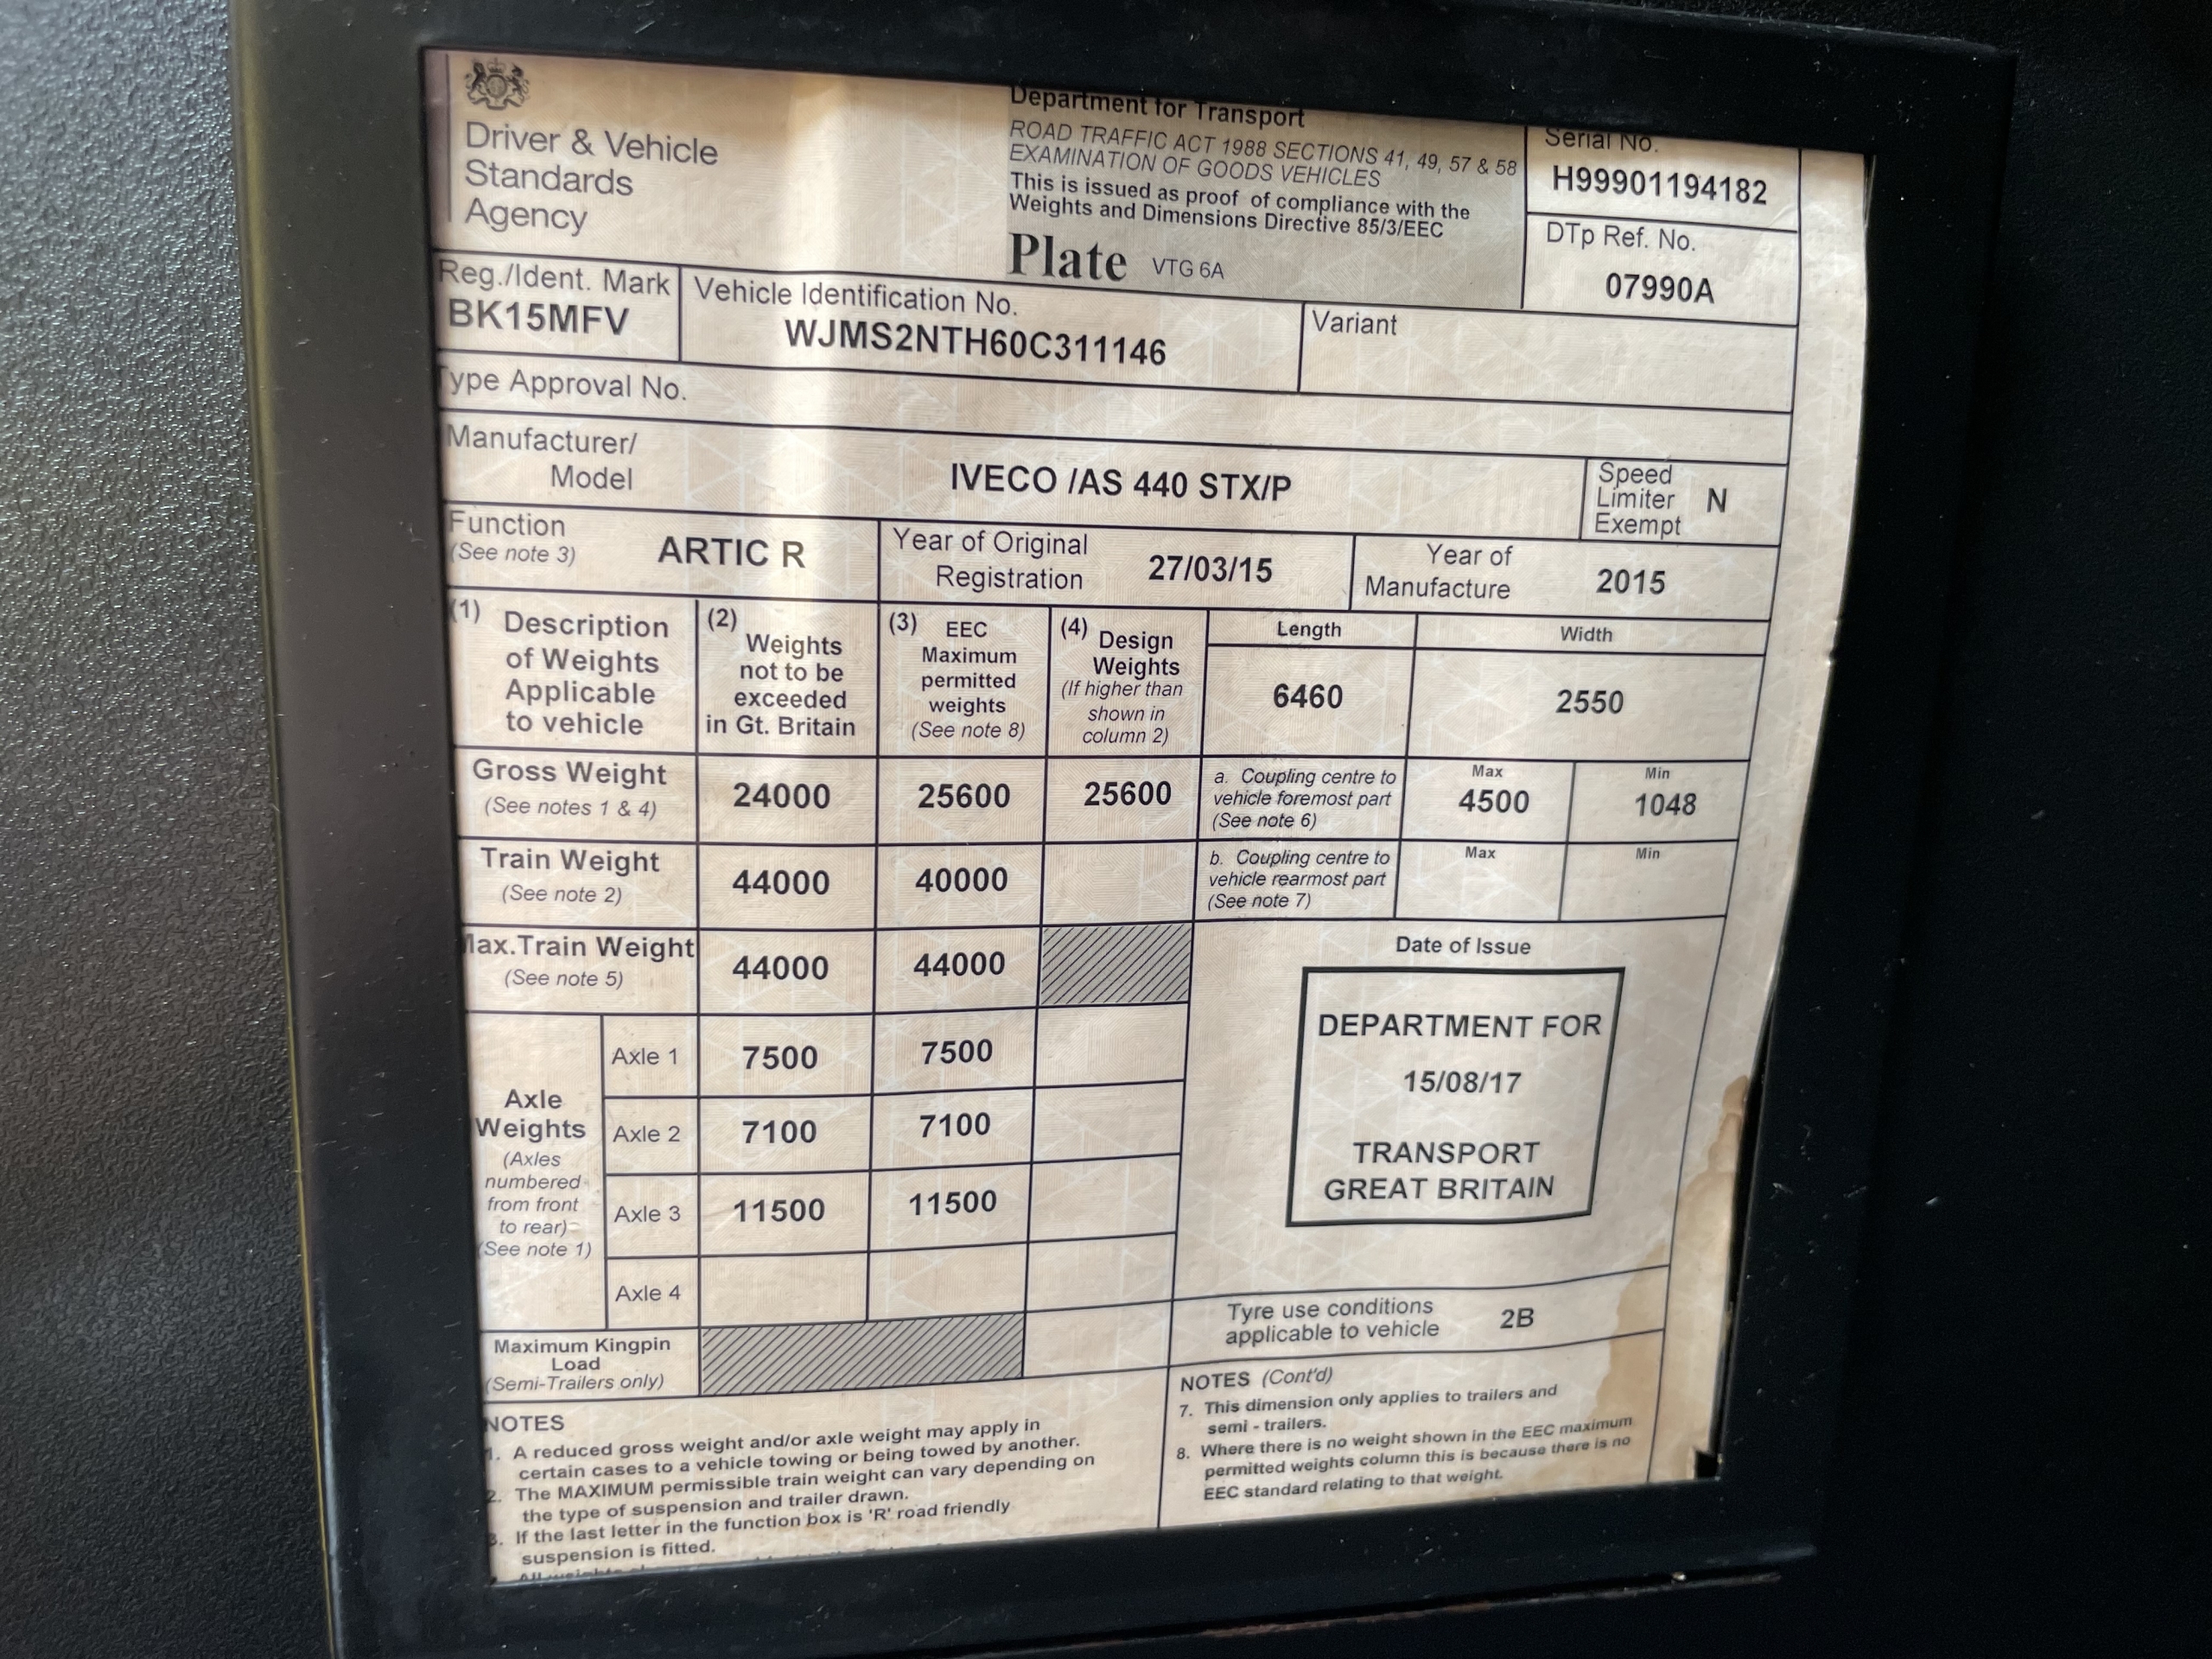 Driver & Vehicle
Standards
Agency
Department for Transport
ROAD TRAFFIC ACT 1988 SECTIONS 41, 49, 57 & 58
EXAMINATION OF GOODS VEHICLES
This is issued as proof of compliance with the
Weights and Dimensions Directive 85/3/EEC
Plate VTG 6A
Serial No.
H99901194182
DTp Ref. No.
07990A
Reg./Ident. Mark
BK15MFV
Vehicle Identification No.
WJMS2NTH60C311146
Variant
Type Approval No.
Manufacturer/
Model
IVECO /AS 440 STX/P
Speed
Limiter
Exempt
N
Function
(See note 3)
ARTIC R
Year of Original
Registration
27/03/15
Year of
Manufacture
2015
(1) Description
of Weights
Applicable
to vehicle
(2)
Weights
not to be
exceeded
in Gt. Britain
(3) EEC
Maximum
permitted
weights
(See note 8)
(4) Design
Weights
(If higher than
shown in
column 2)
Length
6460
Width
2550
Gross Weight
(See notes 1 & 4)
24000
25600
25600
a. Coupling centre to
vehicle foremost part
(See note 6)
Max
4500
Min
1048
Train Weight
(See note 2)
44000
40000
b. Coupling centre to
vehicle rearmost part
(See note 7)
Max
Min
Max.Train Weight
(See note 5)
44000
44000
Axle
Weights
(Axles
numbered
from front
to rear)
(See note 1)
Axle 1
7500
7500
Axle 2
7100
7100
Axle 3
11500
11500
Axle 4
Maximum Kingpin
Load
(Semi-Trailers only)
Date of Issue
DEPARTMENT FOR
15/08/17
TRANSPORT
GREAT BRITAIN
Tyre use conditions
applicable to vehicle
2B
NOTES
1. A reduced gross weight and/or axle weight may apply in
certain cases to a vehicle towing or being towed by another.
2. The MAXIMUM permissible train weight can vary depending on
the type of suspension and trailer drawn.
3. If the last letter in the function box is 'R' road friendly
suspension is fitted.
All weights
NOTES (Cont'd)
7. This dimension only applies to trailers and
semi - trailers.
8. Where there is no weight shown in the EEC maximum
permitted weights column this is because there is no
EEC standard relating to that weight.